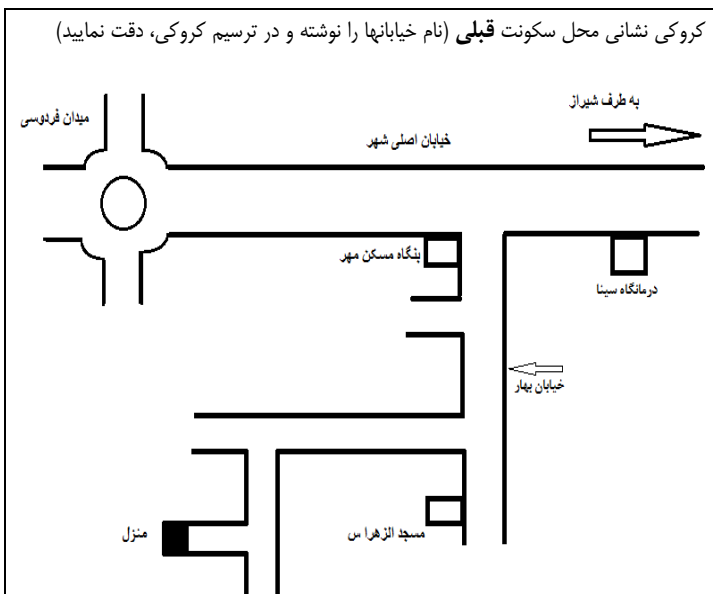 کروکی نشانی محل سکونت قبلی (نام خیابانها را نوشته و در ترسیم کروکی، دقت نمایید)
به طرف شیراز
میدان فردوسی
خیابان اصلی شهر
بنگاه مسکن مهر
درمانگاه سینا
خیابان بهار
مسجد الزهرا س
منزل